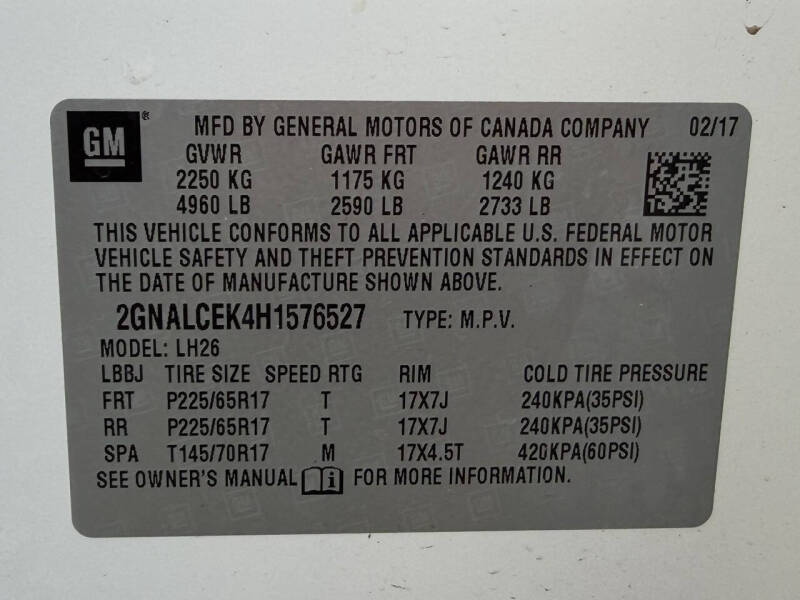 GM ® MFD BY GENERAL MOTORS OF CANADA COMPANY 02/17
GVWR GAWR FRT GAWR RR
2250 KG 1175 KG 1240 KG
4960 LB 2590 LB 2733 LB
THIS VEHICLE CONFORMS TO ALL APPLICABLE U.S. FEDERAL MOTOR
VEHICLE SAFETY AND THEFT PREVENTION STANDARDS IN EFFECT ON
THE DATE OF MANUFACTURE SHOWN ABOVE.
2GNALCEK4H1576527 TYPE: M.P.V.
MODEL: LH26
LBBJ TIRE SIZE SPEED RTG RIM COLD TIRE PRESSURE
FRT P225/65R17 T 17X7J 240KPA(35PSI)
RR P225/65R17 T 17X7J 240KPA(35PSI)
SPA T145/70R17 M 17X4.5T 420KPA(60PSI)
SEE OWNER'S MANUAL i FOR MORE INFORMATION.